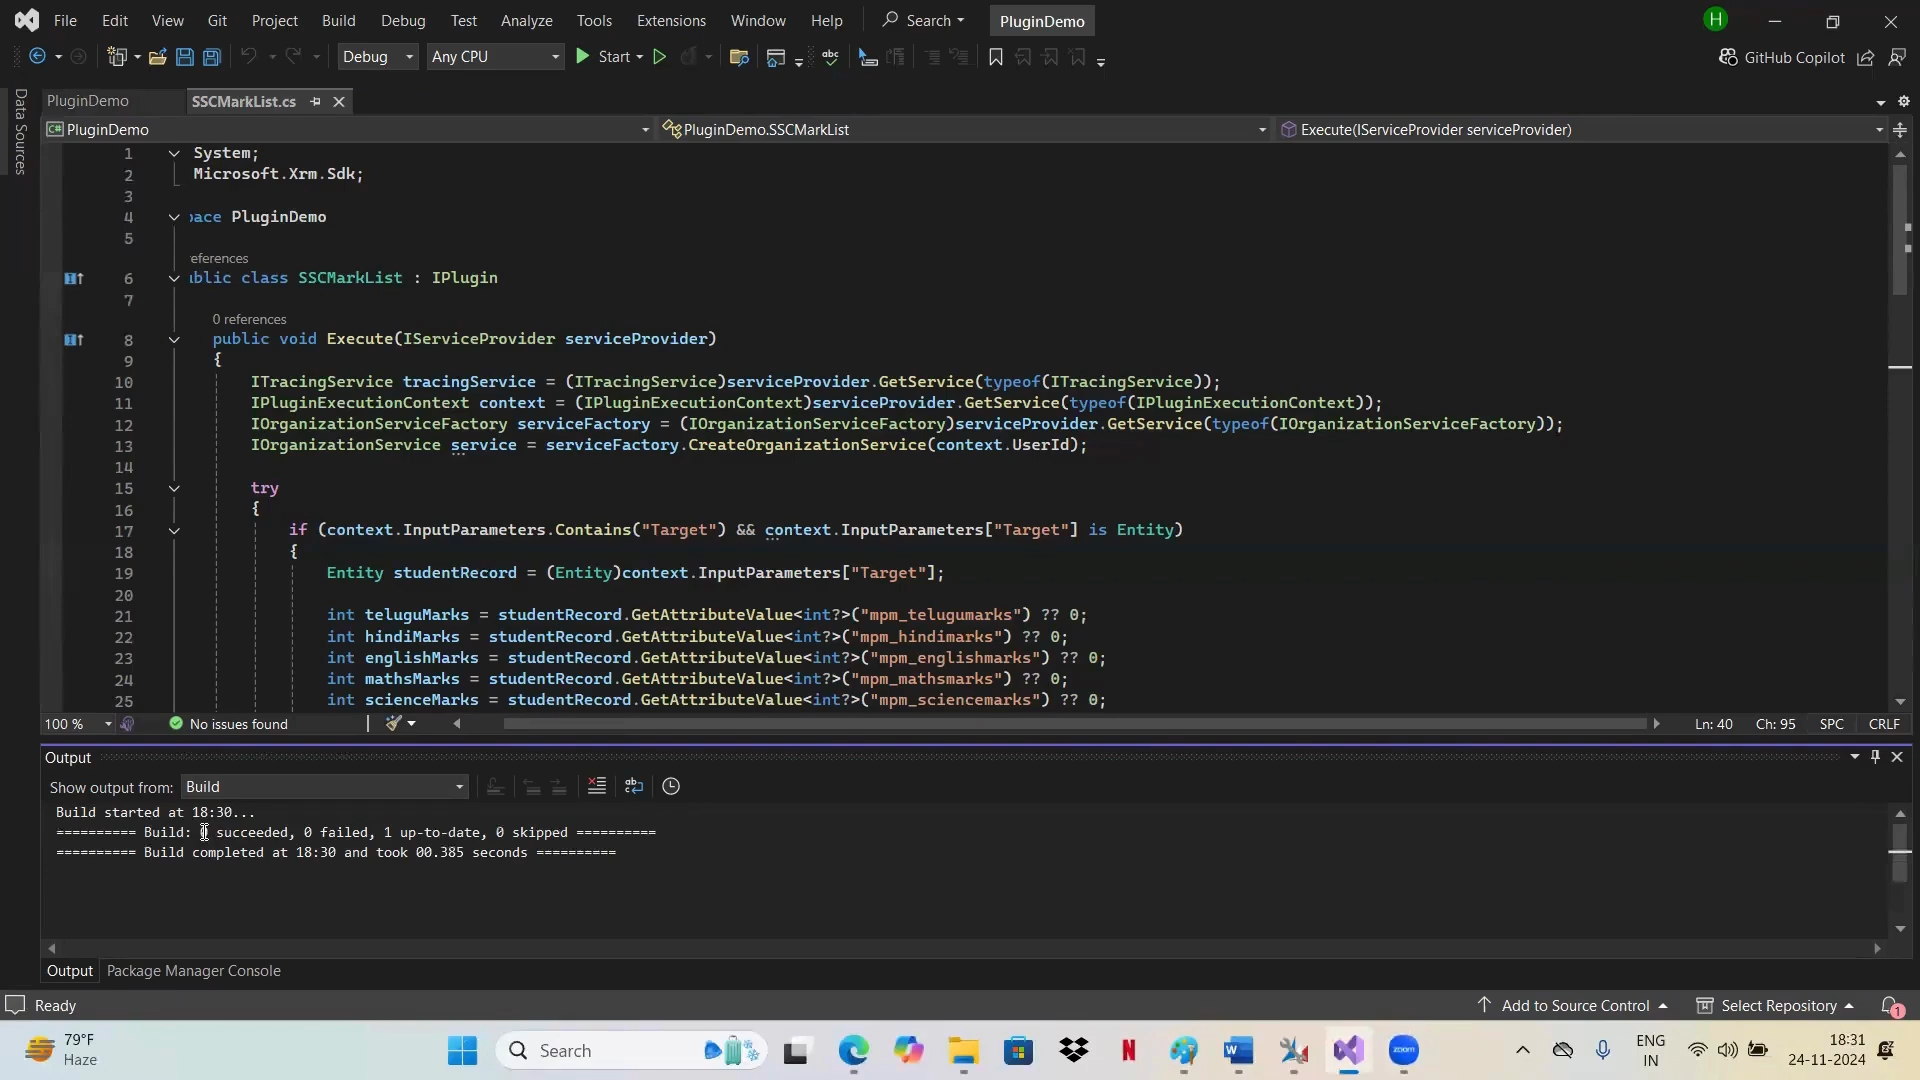 File Edit View Git Project Build Debug Test Analyze Tools Extensions Window Help Search PluginDemo H
Debug Any CPU Start GitHub Copilot
Data Sources
PluginDemo SSCMarkList.cs
PluginDemo PluginDemo.SSCMarkList Execute(IServiceProvider serviceProvider)
1 System;
2 Microsoft.Xrm.Sdk;
3
4 pace PluginDemo
5
eferences
6 ublic class SSCMarkList : IPlugin
7
0 references
8 public void Execute(IServiceProvider serviceProvider)
9 {
10 ITracingService tracingService = (ITracingService)serviceProvider.GetService(typeof(ITracingService));
11 IPluginExecutionContext context = (IPluginExecutionContext)serviceProvider.GetService(typeof(IPluginExecutionContext));
12 IOrganizationServiceFactory serviceFactory = (IOrganizationServiceFactory)serviceProvider.GetService(typeof(IOrganizationServiceFactory));
13 IOrganizationService service = serviceFactory.CreateOrganizationService(context.UserId);
14
15 try
16 {
17 if (context.InputParameters.Contains("Target") && context.InputParameters["Target"] is Entity)
18 {
19 Entity studentRecord = (Entity)context.InputParameters["Target"];
20
21 int teluguMarks = studentRecord.GetAttributeValue<int?>("mpm_telugumarks") ?? 0;
22 int hindiMarks = studentRecord.GetAttributeValue<int?>("mpm_hindimarks") ?? 0;
23 int englishMarks = studentRecord.GetAttributeValue<int?>("mpm_englishmarks") ?? 0;
24 int mathsMarks = studentRecord.GetAttributeValue<int?>("mpm_mathsmarks") ?? 0;
25 int scienceMarks = studentRecord.GetAttributeValue<int?>("mpm_sciencemarks") ?? 0;
100 % No issues found Ln: 40 Ch: 95 SPC CRLF
Output
Show output from: Build
Build started at 18:30...
========== Build: 0 succeeded, 0 failed, 1 up-to-date, 0 skipped ==========
========== Build completed at 18:30 and took 00.385 seconds ==========
Output Package Manager Console
Ready Add to Source Control Select Repository 1
79°F
Haze
Search
zoom
ENG
IN
18:31
24-11-2024